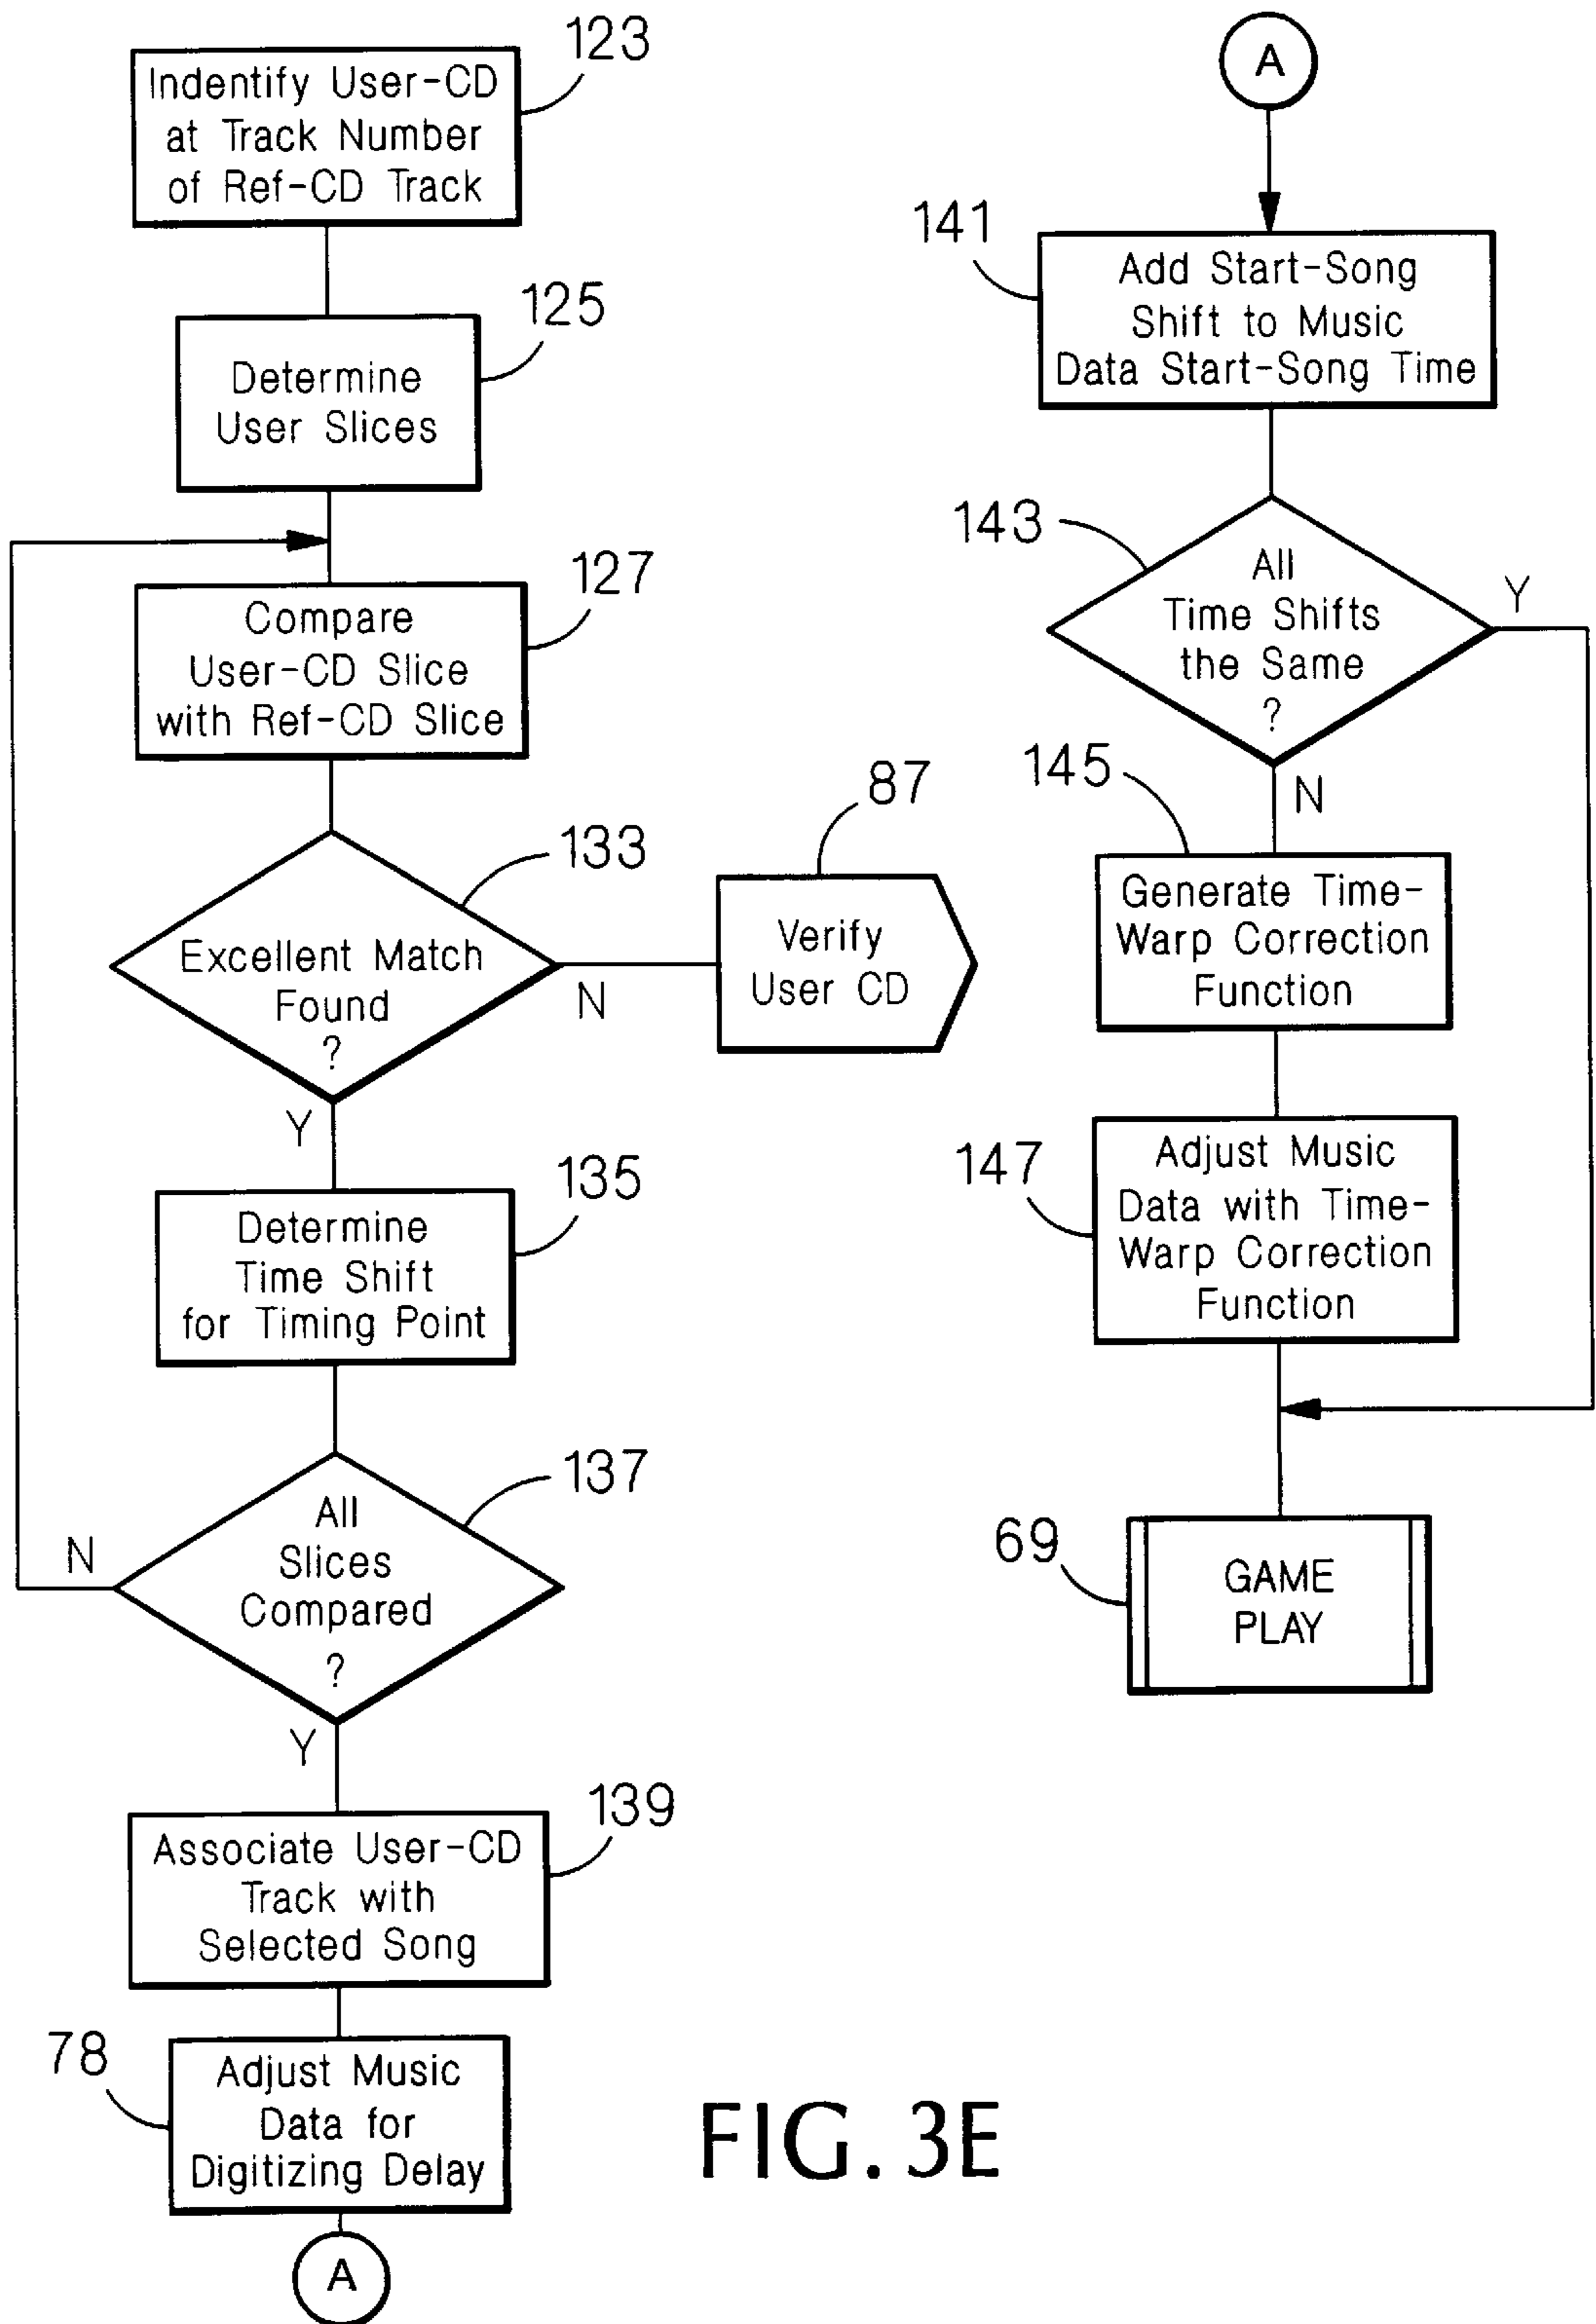 123
Indentify User-CD
at Track Number
of Ref-CD Track
125
Determine
User Slices
127
Compare
User-CD Slice
with Ref-CD Slice
133
Excellent Match
Found
?
N
Y
87
Verify
User CD
135
Determine
Time Shift
for Timing Point
137
All
Slices
Compared
?
N
Y
139
Associate User-CD
Track with
Selected Song
78
Adjust Music
Data for
Digitizing Delay
A
A
141
Add Start-Song
Shift to Music
Data Start-Song Time
143
All
Time Shifts
the Same
?
Y
N
145
Generate Time-
Warp Correction
Function
147
Adjust Music
Data with Time-
Warp Correction
Function
69
GAME
PLAY
FIG. 3E